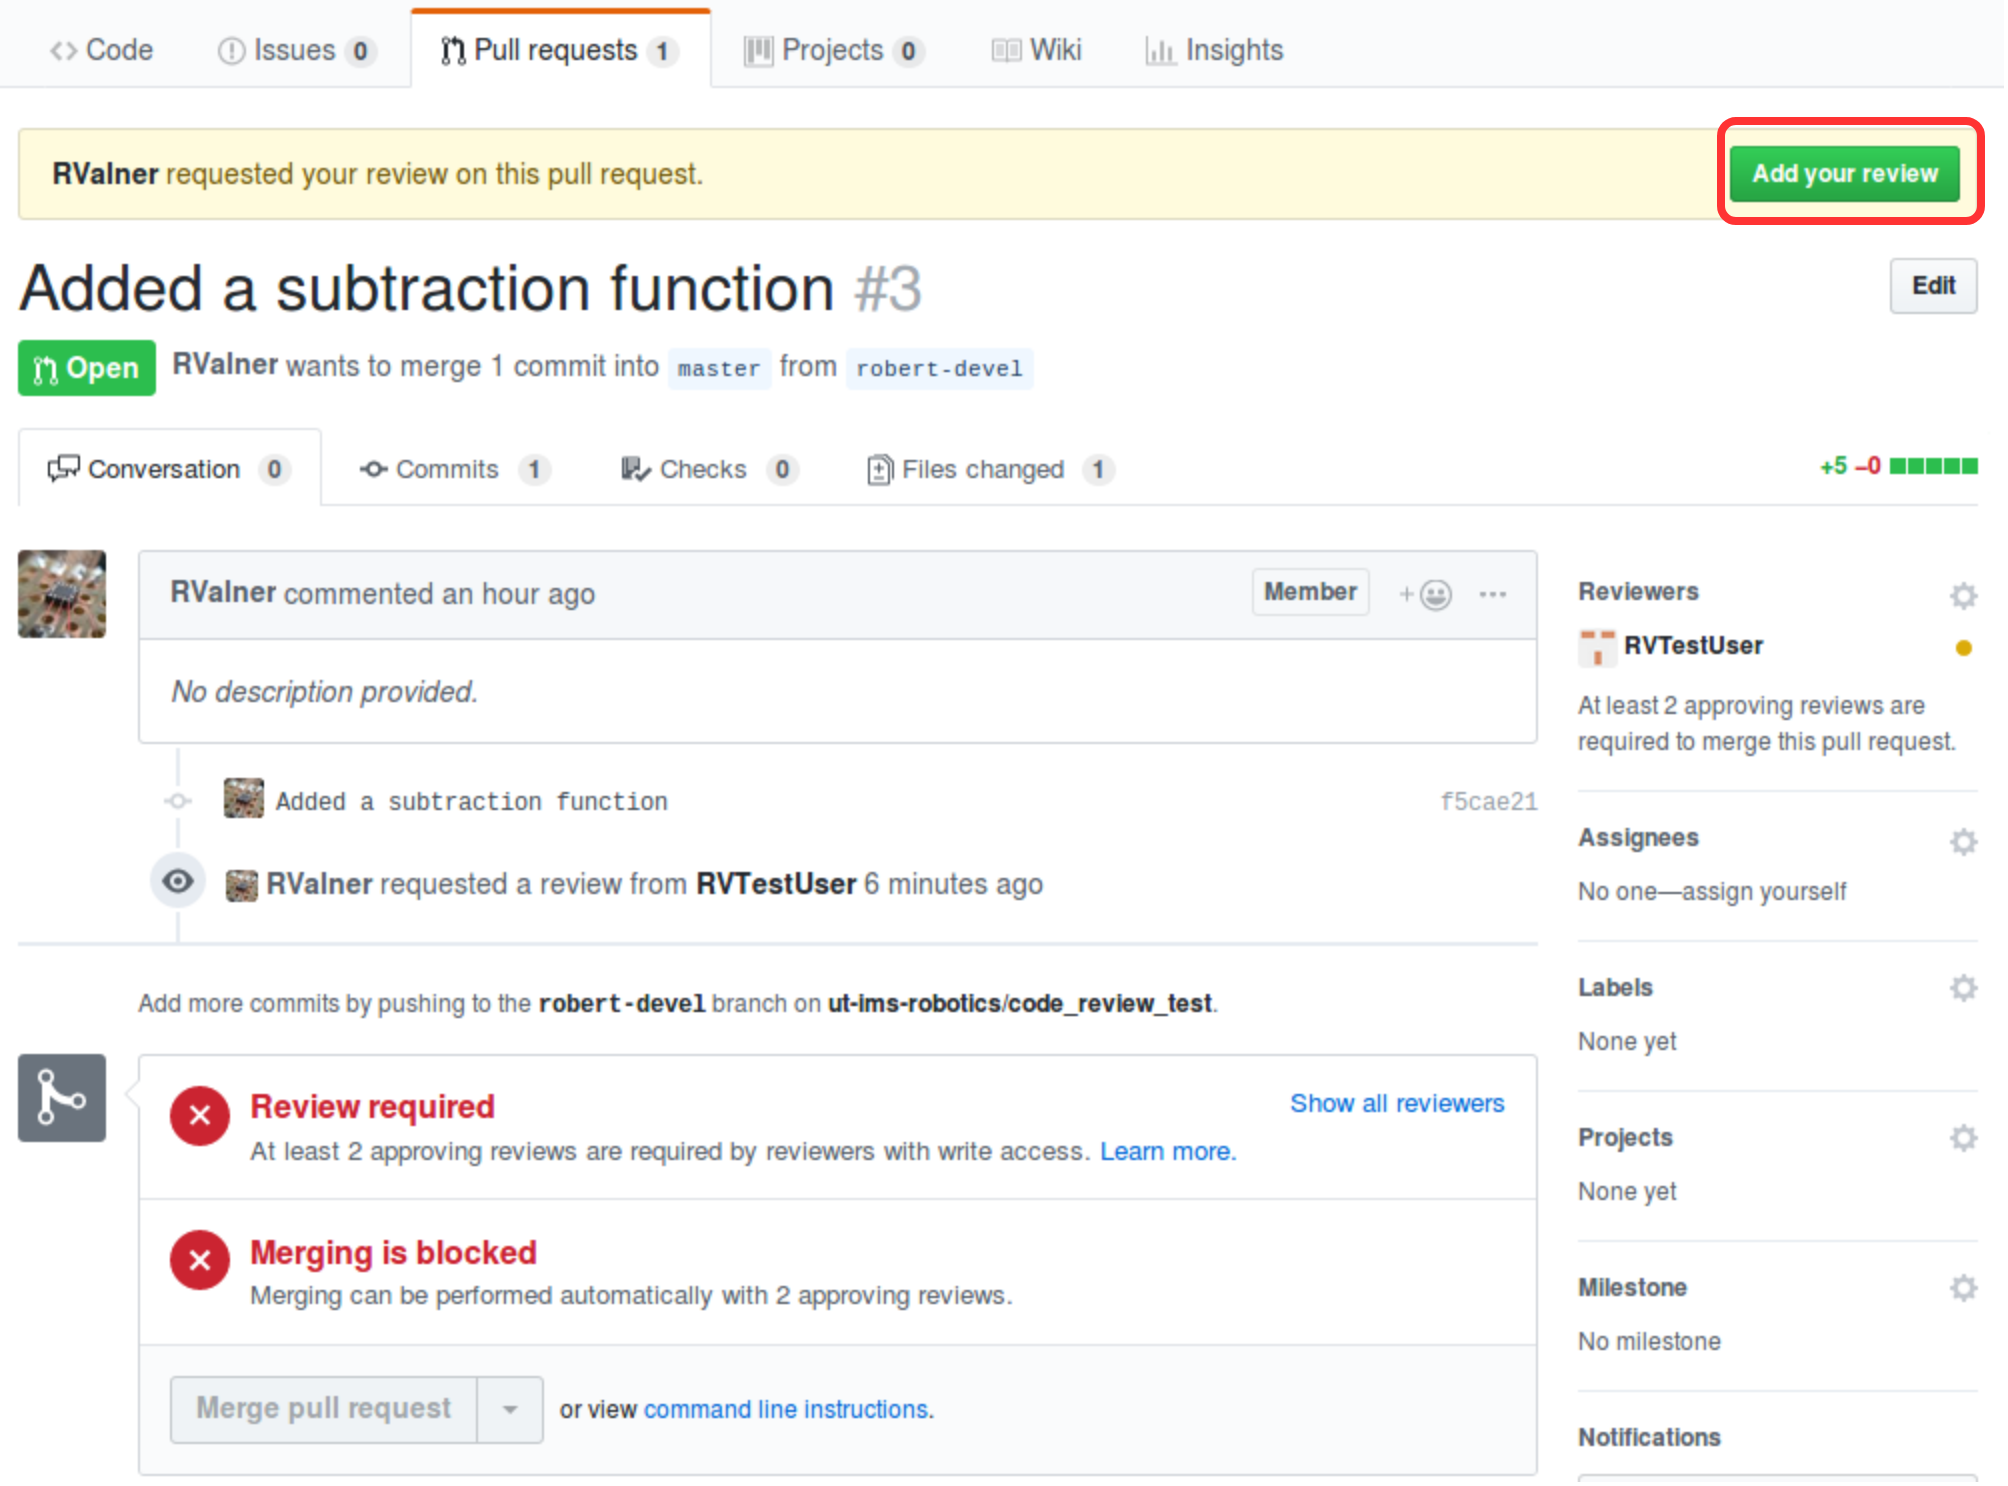 Code Issues 0 Pull requests 1 Projects 0 Wiki Insights
RValner requested your review on this pull request. Add your review
Added a subtraction function #3 Edit
Open RValner wants to merge 1 commit into master from robert-devel
Conversation 0 Commits 1 Checks 0 Files changed 1 +5 −0
RValner commented an hour ago Member
No description provided.
Added a subtraction function f5cae21
RValner requested a review from RVTestUser 6 minutes ago
Add more commits by pushing to the robert-devel branch on ut-ims-robotics/code_review_test.
Review required Show all reviewers
At least 2 approving reviews are required by reviewers with write access. Learn more.
Merging is blocked
Merging can be performed automatically with 2 approving reviews.
Merge pull request or view command line instructions.
Reviewers
RVTestUser
At least 2 approving reviews are
required to merge this pull request.
Assignees
No one—assign yourself
Labels
None yet
Projects
None yet
Milestone
No milestone
Notifications